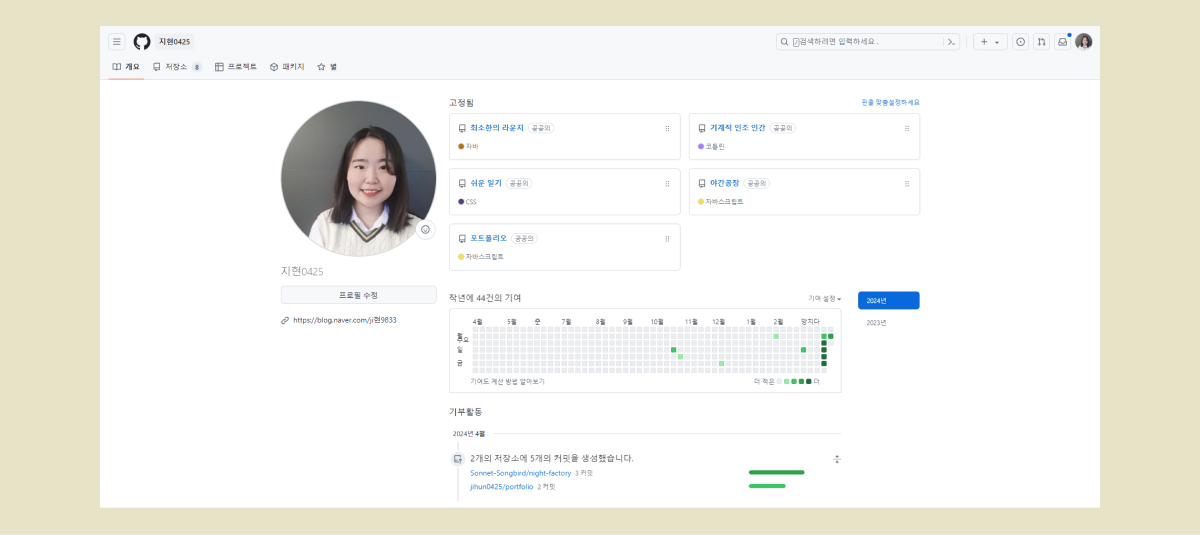 지현0425
검색하려면 입력하세요.
개요 저장소 8 프로젝트 패키지 별
고정됨
핀을 맞춤설정하세요
최소한의 라운지 공공의
자바
기계적 인조 인간 공공의
코틀린
쉬운 일기 공공의
CSS
야간공장 공공의
자바스크립트
포트폴리오 공공의
자바스크립트
지현0425
프로필 수정
https://blog.naver.com/ji현9833
작년에 44건의 기여
기여 설정
2024년
2023년
4월 5월 준 7월 8월 9월 10월 11월 12월 1월 2월 망치다
월
수요일
금
기여도 계산 방법 알아보기
더 적은 더
기부활동
2024년 4월
2개의 저장소에 5개의 커밋을 생성했습니다.
Sonnet-Songbird/night-factory 3 커밋
jihun0425/portfolio 2 커밋